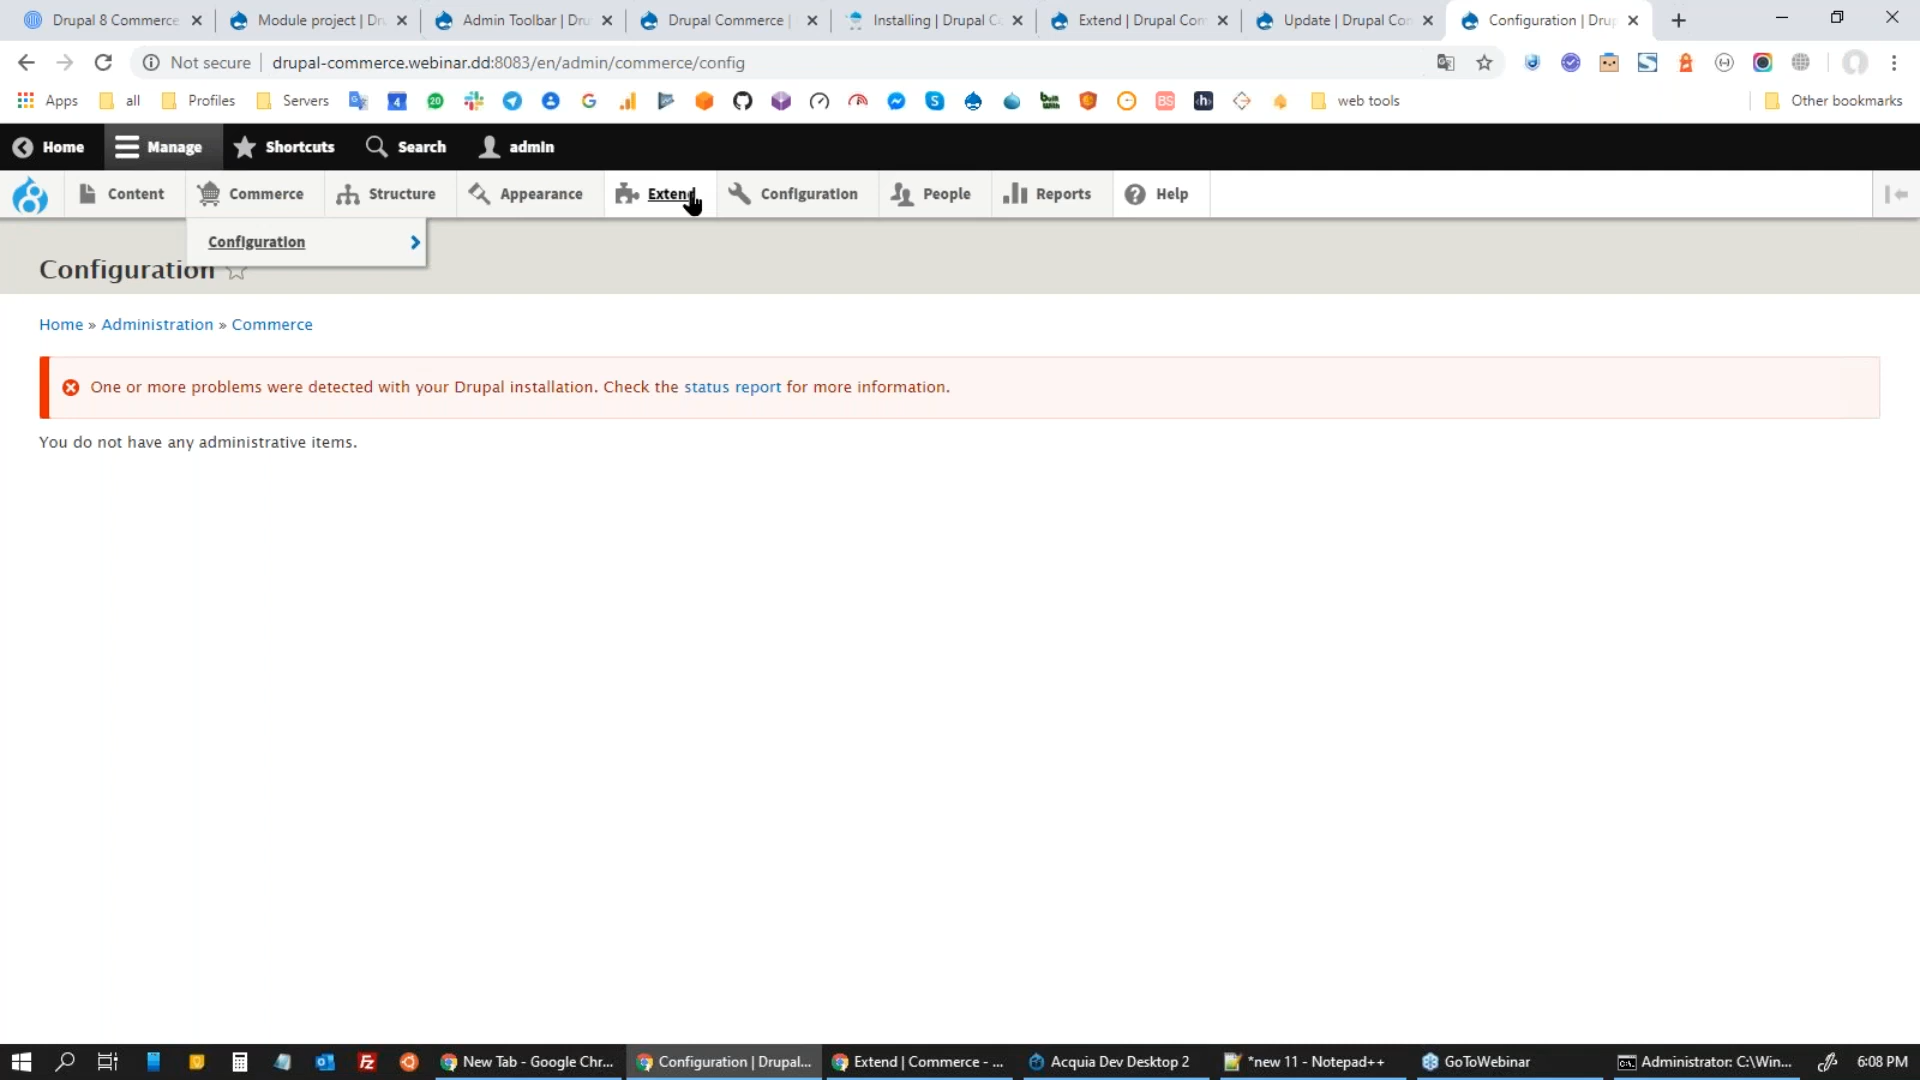 Drupal 8 Commerce
Module project | Dru
Admin Toolbar | Dru
Drupal Commerce |
Installing | Drupal C
Extend | Drupal Com
Update | Drupal Co
Configuration | Drup
Not secure
drupal-commerce.webinar.dd:8083/en/admin/commerce/config
Apps
all
Profiles
Servers
4
20
web tools
Other bookmarks
Home
Manage
Shortcuts
Search
admin
Content
Commerce
Structure
Appearance
Extend
Configuration
People
Reports
Help
Configuration
Configuration
Home » Administration » Commerce
One or more problems were detected with your Drupal installation. Check the status report for more information.
You do not have any administrative items.
New Tab - Google Chr...
Configuration | Drupal...
Extend | Commerce - ...
Acquia Dev Desktop 2
*new 11 - Notepad++
GoToWebinar
Administrator: C:\Win...
6:08 PM